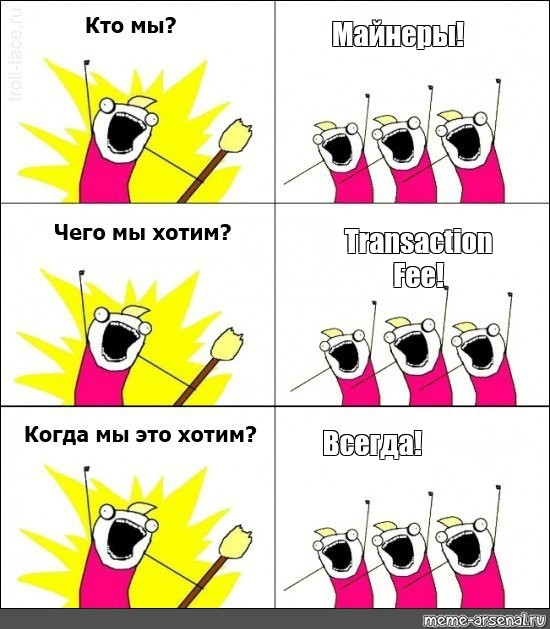 troll-face.ru
Кто мы?
Майнеры!
Чего мы хотим?
Transaction
Fee!
Когда мы это хотим?
Всегда!
meme-arsenal.ru